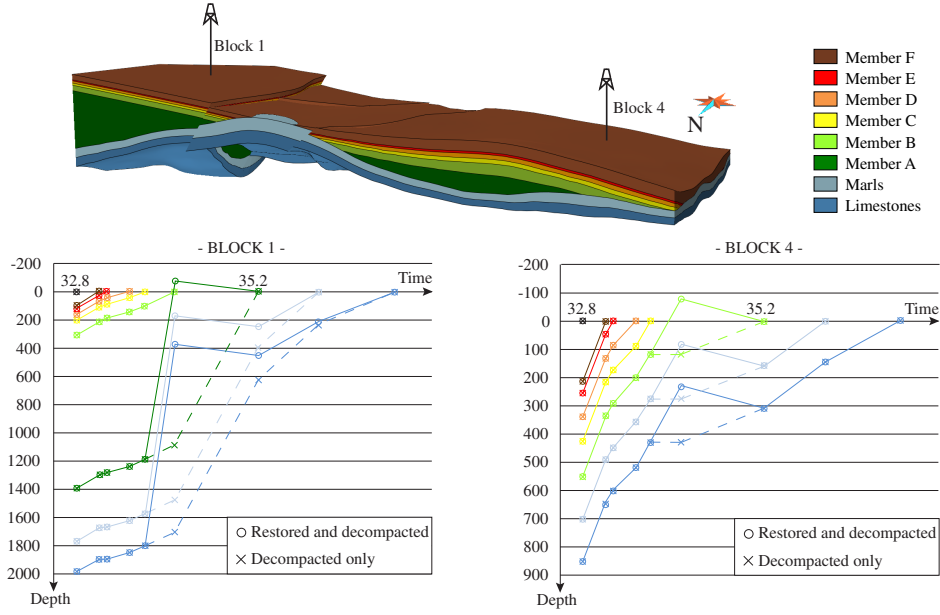 Block 1
Block 4
N
Member F
Member E
Member D
Member C
Member B
Member A
Marls
Limestones
- BLOCK 1 -
-200
0
200
400
600
800
1000
1200
1400
1600
1800
2000
32.8
35.2
Time
Restored and decompacted
Decompacted only
Depth
- BLOCK 4 -
-200
-100
0
100
200
300
400
500
600
700
800
900
32.8
35.2
Time
Restored and decompacted
Decompacted only
Depth